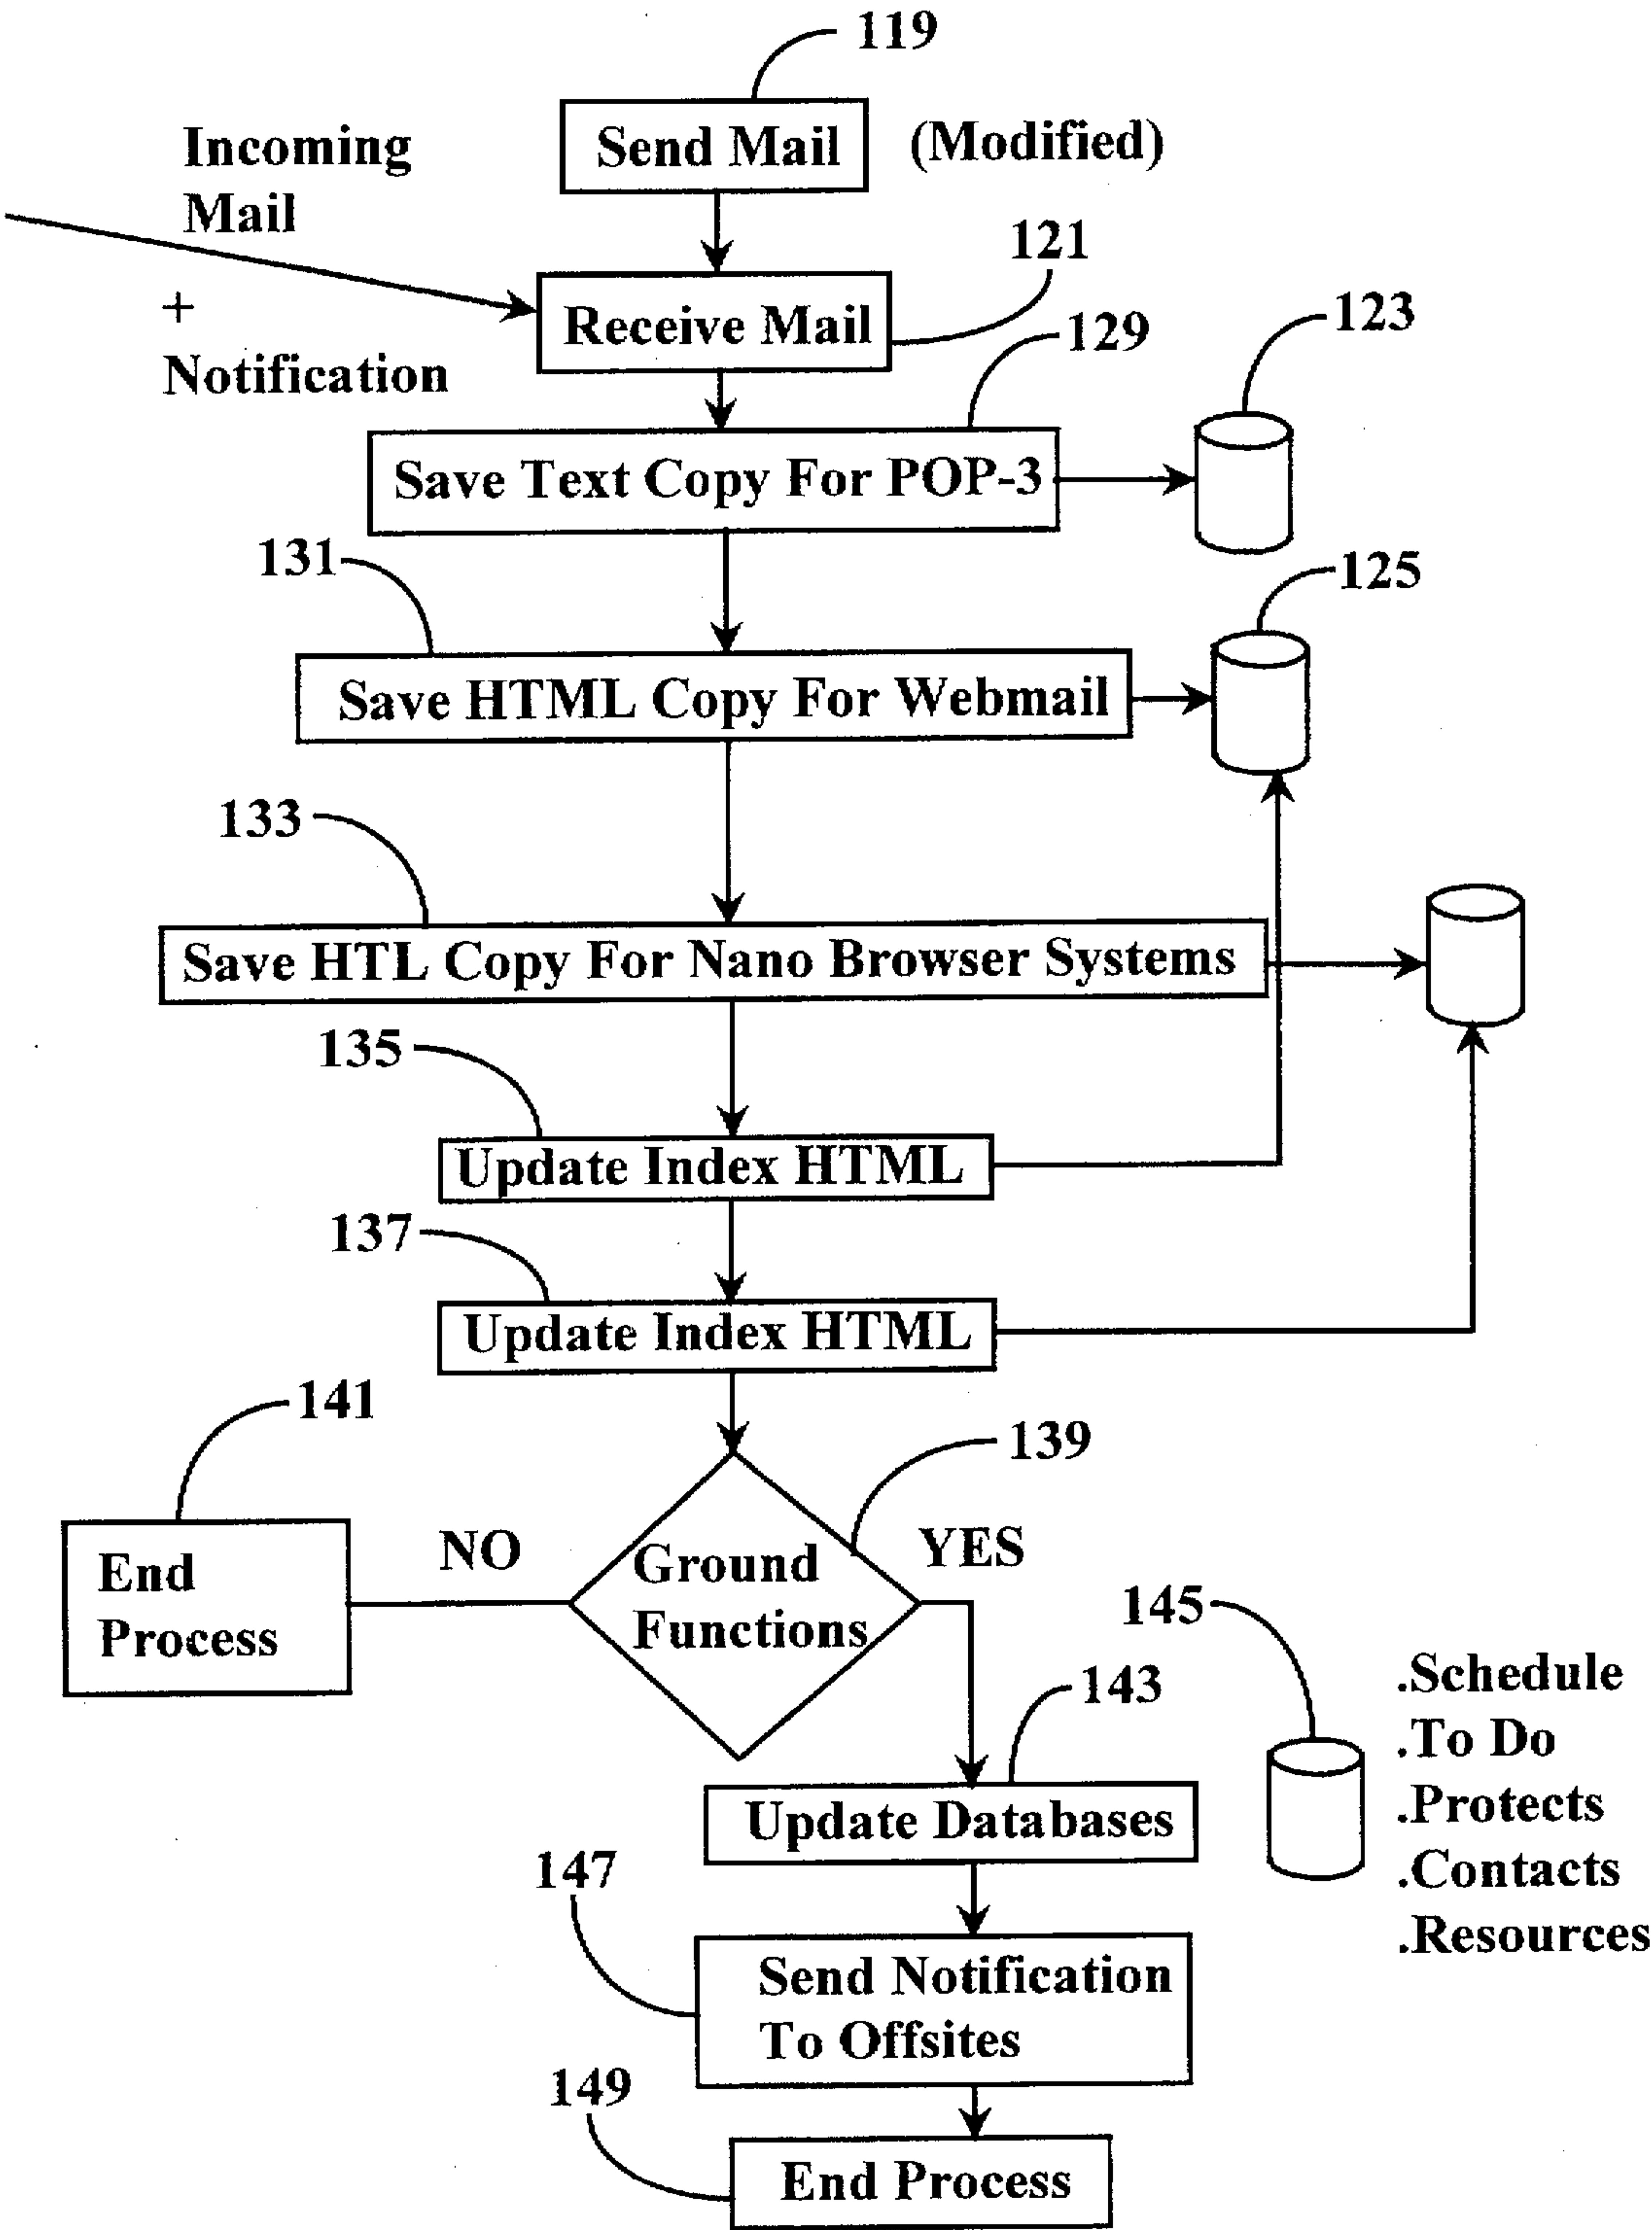 119
Send Mail
(Modified)
Incoming
Mail
+
Notification
121
Receive Mail
129
123
Save Text Copy For POP-3
131
125
Save HTML Copy For Webmail
133
Save HTL Copy For Nano Browser Systems
135
Update Index HTML
137
Update Index HTML
141
139
End
Process
NO
Ground
Functions
YES
145
.Schedule
.To Do
.Protects
.Contacts
.Resources
143
Update Databases
147
Send Notification
To Offsites
149
End Process